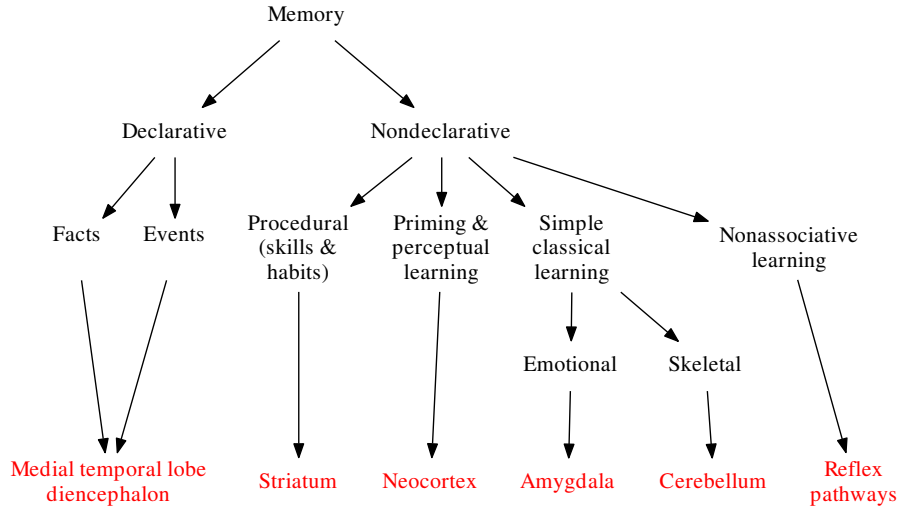 Memory
Declarative
Nondeclarative
Facts
Events
Procedural
(skills &
habits)
Priming &
perceptual
learning
Simple
classical
learning
Nonassociative
learning
Emotional
Skeletal
Medial temporal lobe
diencephalon
Striatum
Neocortex
Amygdala
Cerebellum
Reflex
pathways